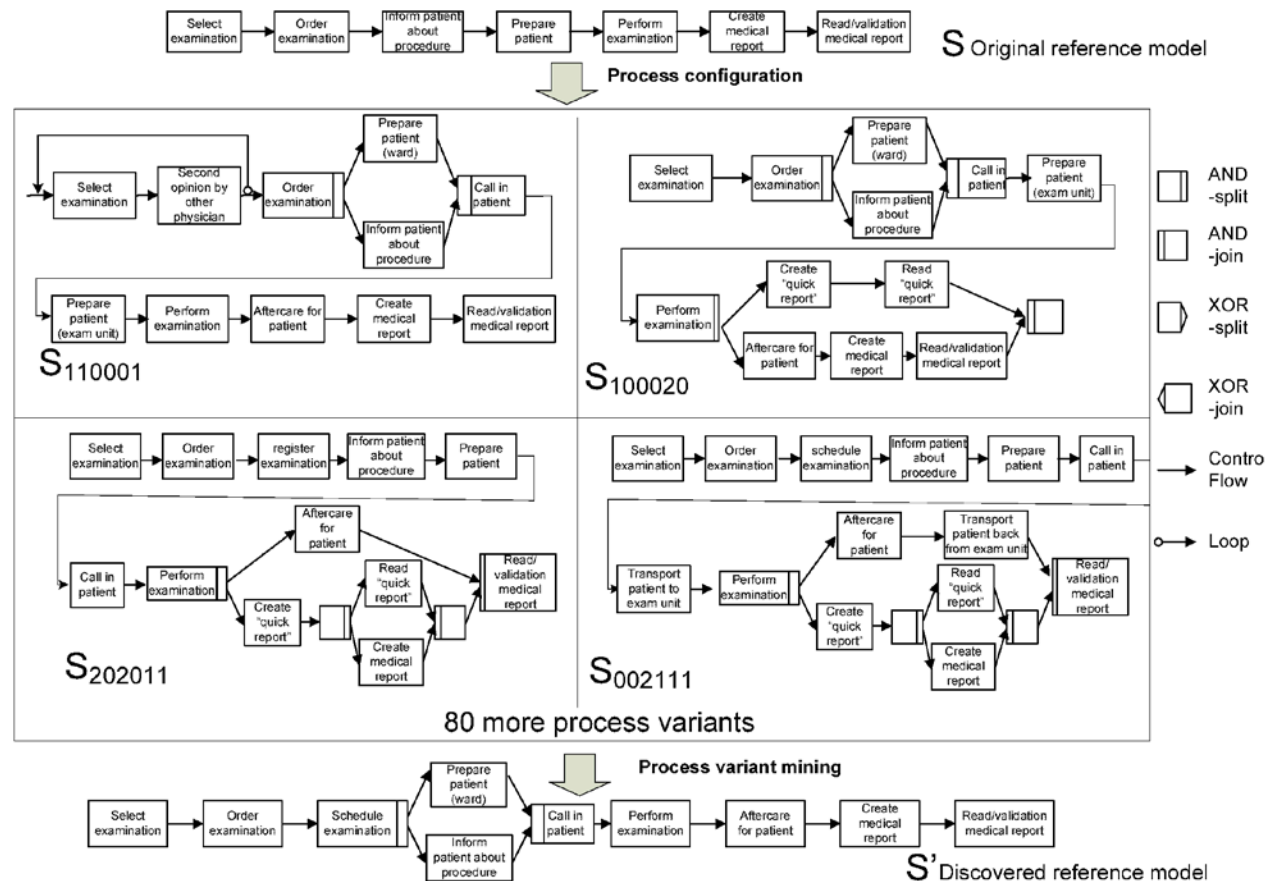 Select
examination
Order
examination
Inform patient
about
procedure
Prepare
patient
Perform
examination
Create
medical
report
Read/validation
medical report
S Original reference model
Process configuration
Prepare
patient
(ward)
Second
opinion by
other
physician
Select
examination
Order
examination
Call in
patient
Inform patient
about
procedure
Prepare
patient
(exam unit)
Perform
examination
Aftercare for
patient
Create
medical
report
Read/validation
medical report
S110001
Prepare
patient
(ward)
Select
examination
Order
examination
Call in
patient
Prepare
patient
(exam unit)
Inform patient
about
procedure
Create
"quick
report"
Read
"quick
report"
Perform
examination
Aftercare for
patient
Create
medical
report
Read/validation
medical report
S100020
Select
examination
Order
examination
register
examination
Inform patient
about
procedure
Prepare
patient
Aftercare
for
patient
Call in
patient
Perform
examination
Read
"quick
report"
Read/
validation
medical
report
Create
"quick
report"
Create
medical
report
S202011
Select
examination
Order
examination
schedule
examination
Inform patient
about
procedure
Prepare
patient
Call in
patient
Aftercare
for
patient
Transport
patient back
from exam unit
Transport
patient to
exam unit
Perform
examination
Read
"quick
report"
Read/
validation
medical
report
Create
"quick
report"
Create
medical
report
S002111
80 more process variants
AND
-split
AND
-join
XOR
-split
XOR
-join
Contro
Flow
Loop
Process variant mining
Prepare
patient
(ward)
Select
examination
Order
examination
Schedule
examination
Call in
patient
Perform
examination
Aftercare
for patient
Create
medical
report
Read/validation
medical report
Inform
patient about
procedure
S' Discovered reference model